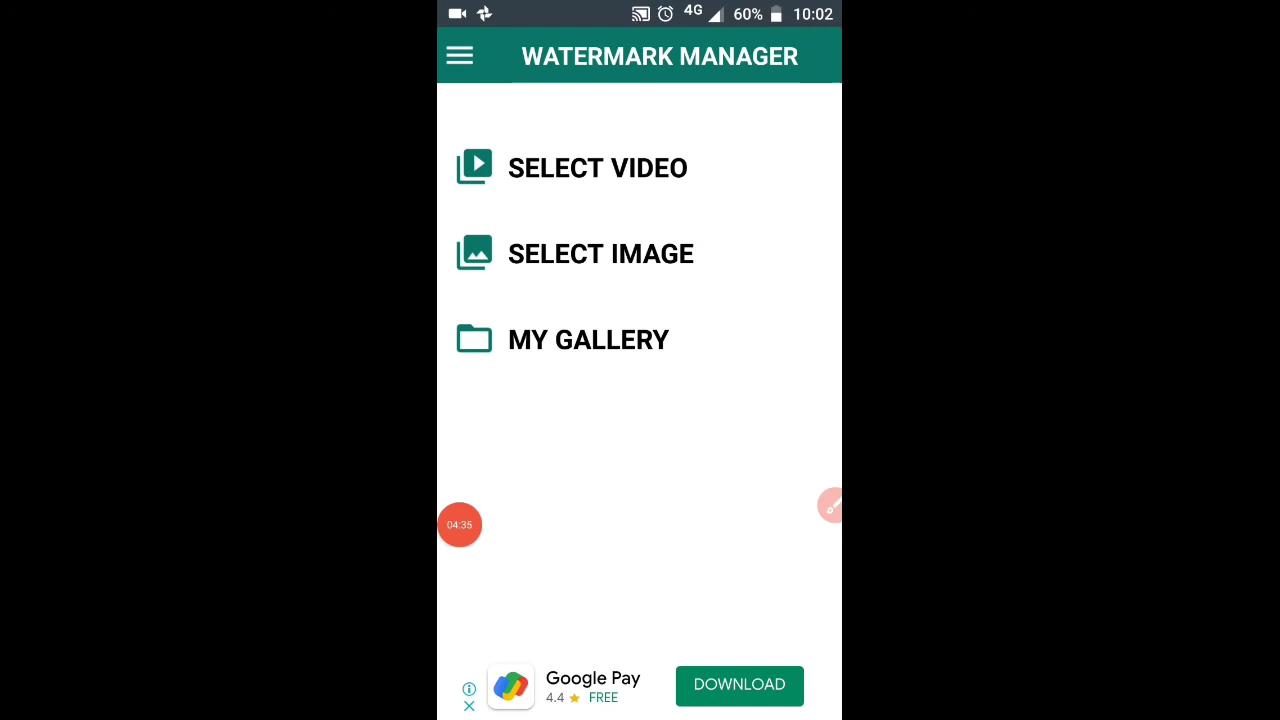 4G 60% 10:02
WATERMARK MANAGER
SELECT VIDEO
SELECT IMAGE
MY GALLERY
04:35
Google Pay
4.4 ★ FREE
DOWNLOAD